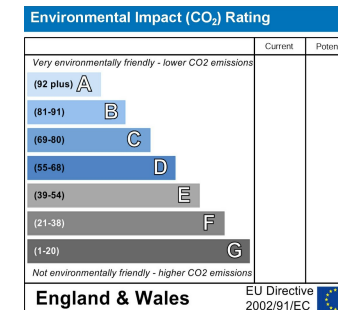 Environmental Impact (CO₂) Rating
Current Poten
Very environmentally friendly - lower CO2 emissions
(92 plus) A
(81-91) B
(69-80) C
(55-68) D
(39-54) E
(21-38) F
(1-20) G
Not environmentally friendly - higher CO2 emissions
England & Wales
EU Directive
2002/91/EC